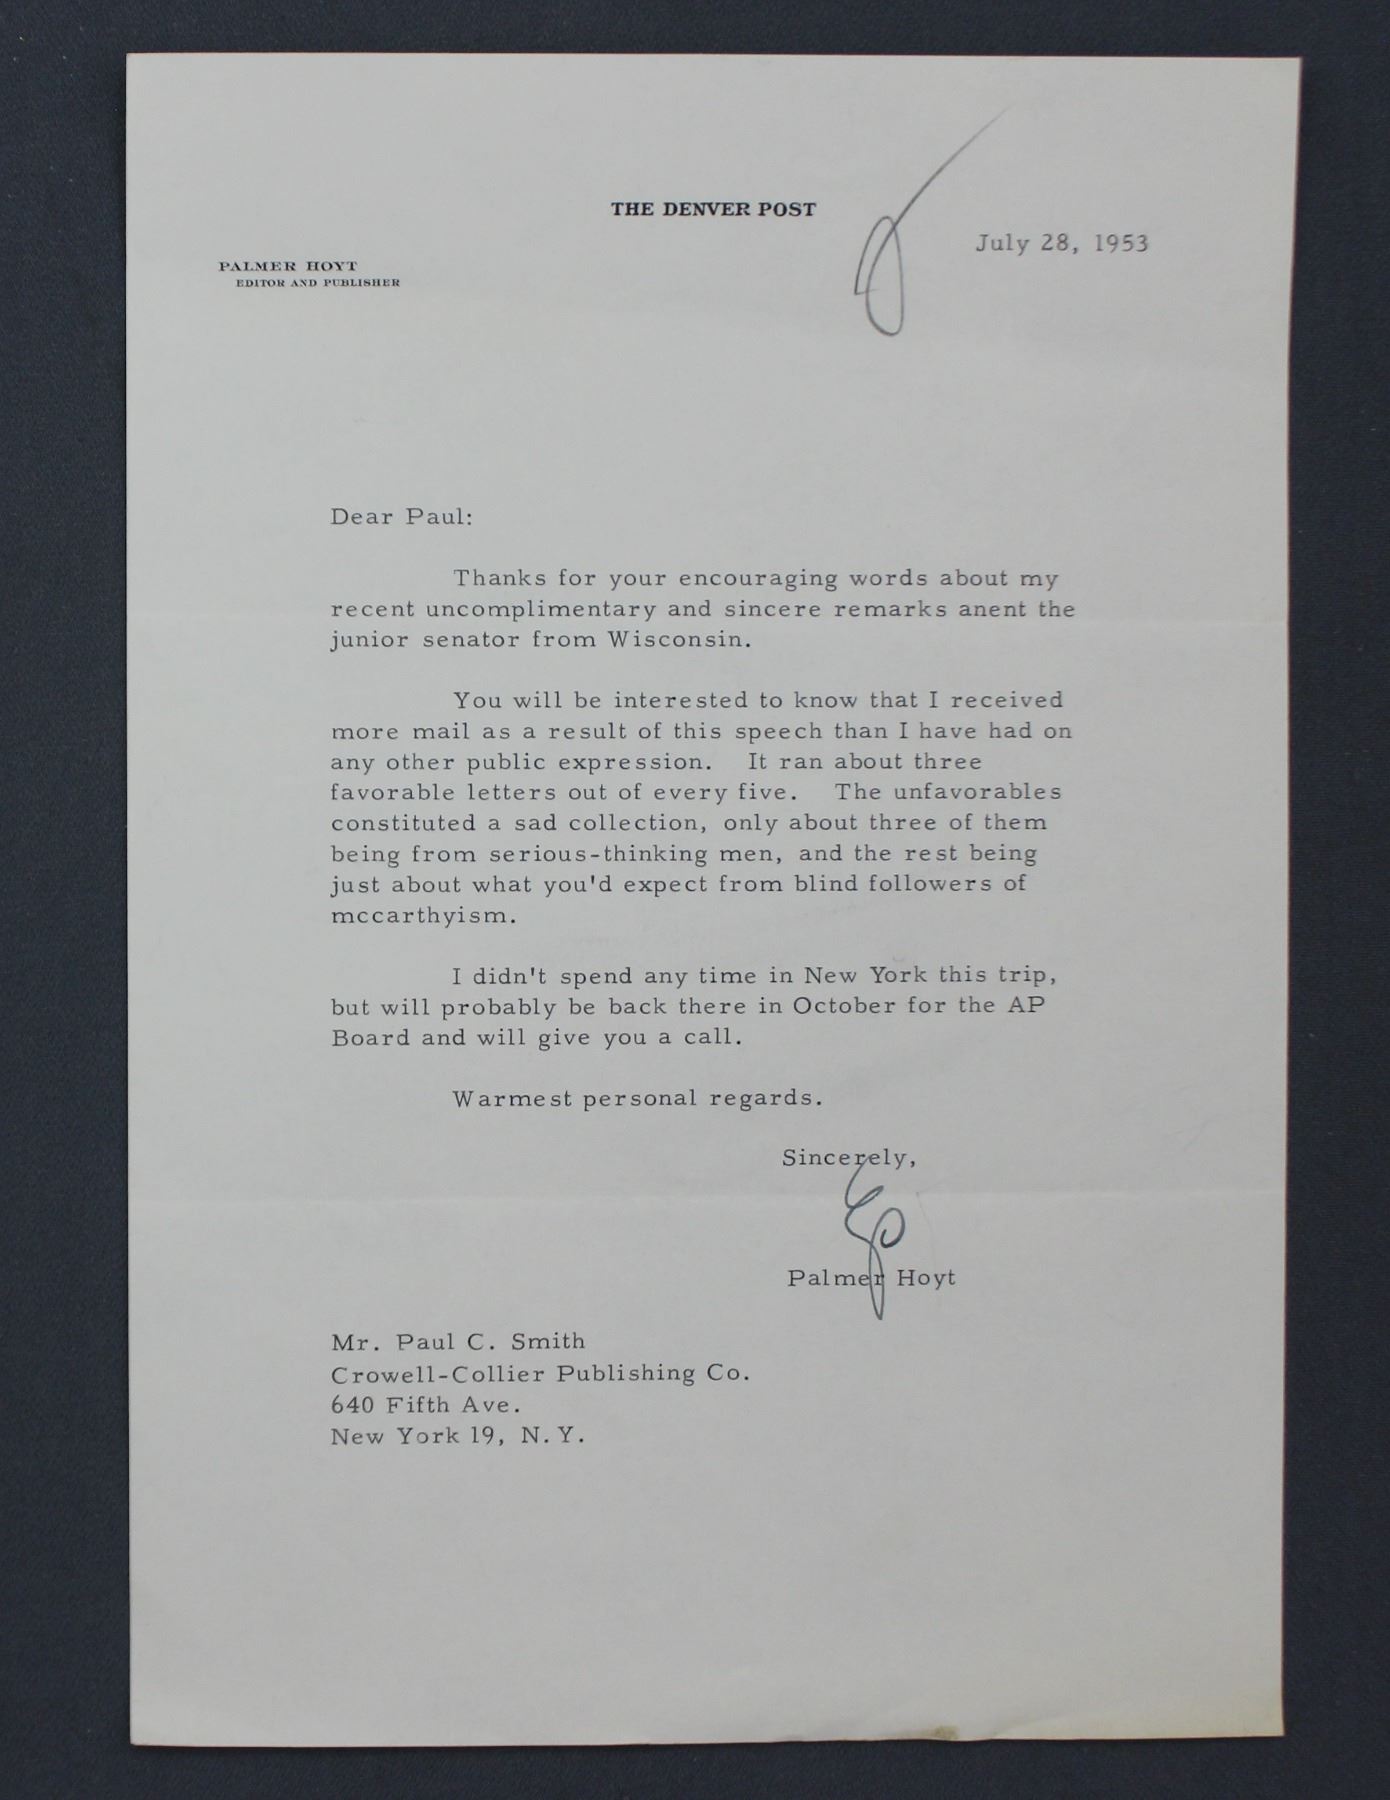 THE DENVER POST
July 28, 1953
PALMER HOYT
EDITOR AND PUBLISHER
Dear Paul:
Thanks for your encouraging words about my
recent uncomplimentary and sincere remarks anent the
junior senator from Wisconsin.
You will be interested to know that I received
more mail as a result of this speech than I have had on
any other public expression. It ran about three
favorable letters out of every five. The unfavorables
constituted a sad collection, only about three of them
being from serious-thinking men, and the rest being
just about what you'd expect from blind followers of
mccarthyism.
I didn't spend any time in New York this trip,
but will probably be back there in October for the AP
Board and will give you a call.
Warmest personal regards.
Sincerely,
Palmer Hoyt
Mr. Paul C. Smith
Crowell-Collier Publishing Co.
640 Fifth Ave.
New York 19, N.Y.